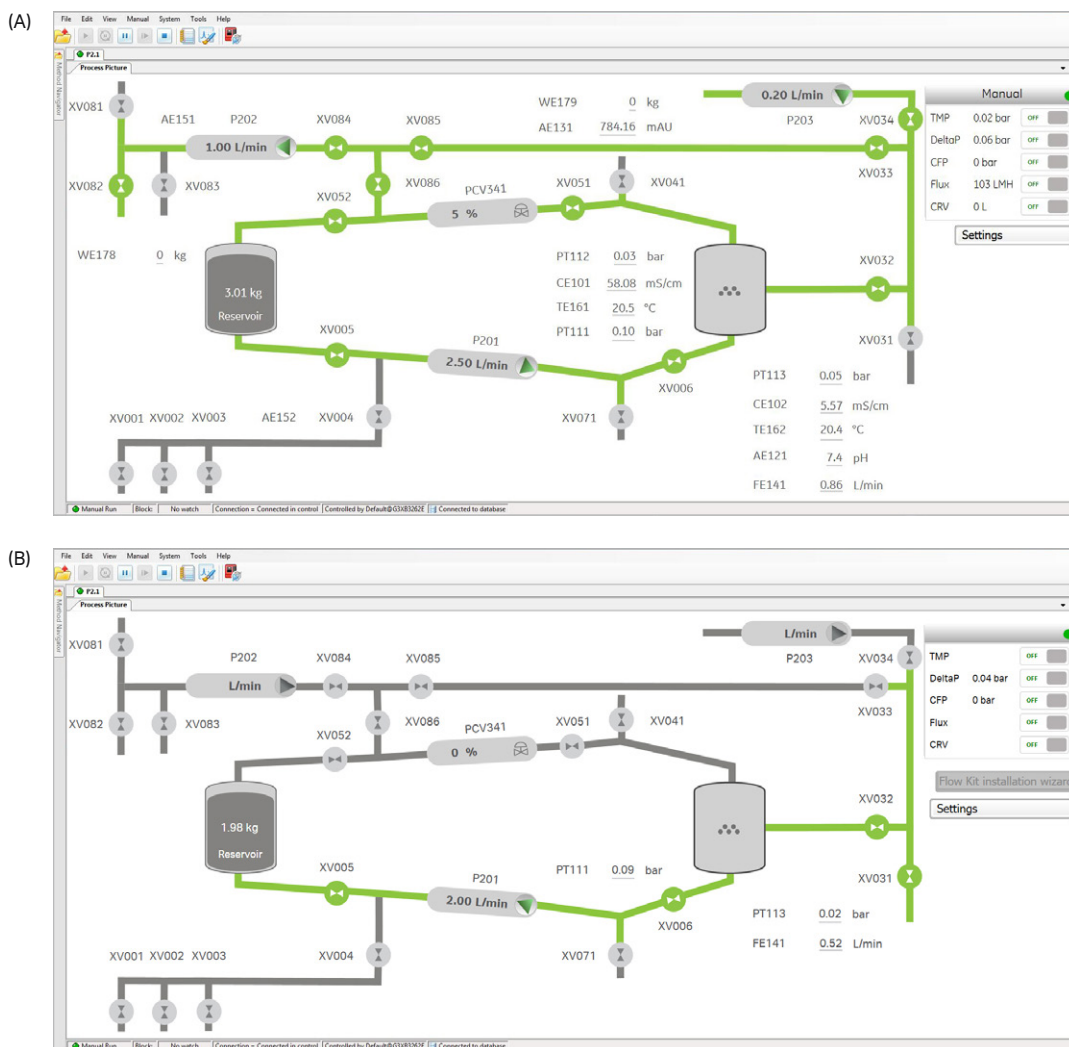 (A)
File Edit View Manual System Tools Help
P2.1
Process Picture
Method Navigator
XV081
AE151 P202 XV084 XV085
1.00 L/min
XV082
XV083
XV052
XV086
WE179 0 kg
AE131 784.16 mAU
0.20 L/min
P203
XV034
XV033
PCV341
5 %
XV051
XV041
Manual
TMP 0.02 bar OFF
DeltaP 0.06 bar OFF
CFP 0 bar OFF
Flux 103 LMH OFF
CRV 0 L OFF
Settings
WE178 0 kg
3.01 kg
Reservoir
PT112 0.03 bar
CE101 58.08 mS/cm
TE161 20.5 °C
PT111 0.10 bar
XV032
XV005
P201
2.50 L/min
XV006
XV031
XV001 XV002 XV003 AE152 XV004
XV071
PT113 0.05 bar
CE102 5.57 mS/cm
TE162 20.4 °C
AE121 7.4 pH
FE141 0.86 L/min
Manual Run Block: No watch Connection = Connected in control Controlled by Default@G3XB3262E Connected to database
(B)
File Edit View Manual System Tools Help
P2.1
Process Picture
Method Navigator
XV081
P202 XV084 XV085
L/min
XV082
XV083
XV052
XV086
L/min
P203
XV034
XV033
PCV341
0 %
XV051
XV041
TMP OFF
DeltaP 0.04 bar OFF
CFP 0 bar OFF
Flux OFF
CRV OFF
Flow Kit installation wizard
Settings
1.98 kg
Reservoir
XV032
XV005
P201
2.00 L/min
PT111 0.09 bar
XV006
XV031
XV001 XV002 XV003 XV004
XV071
PT113 0.02 bar
FE141 0.52 L/min
Manual Run Block: No watch Connection = Connected in control Controlled by Default@G3XB3262E Connected to database